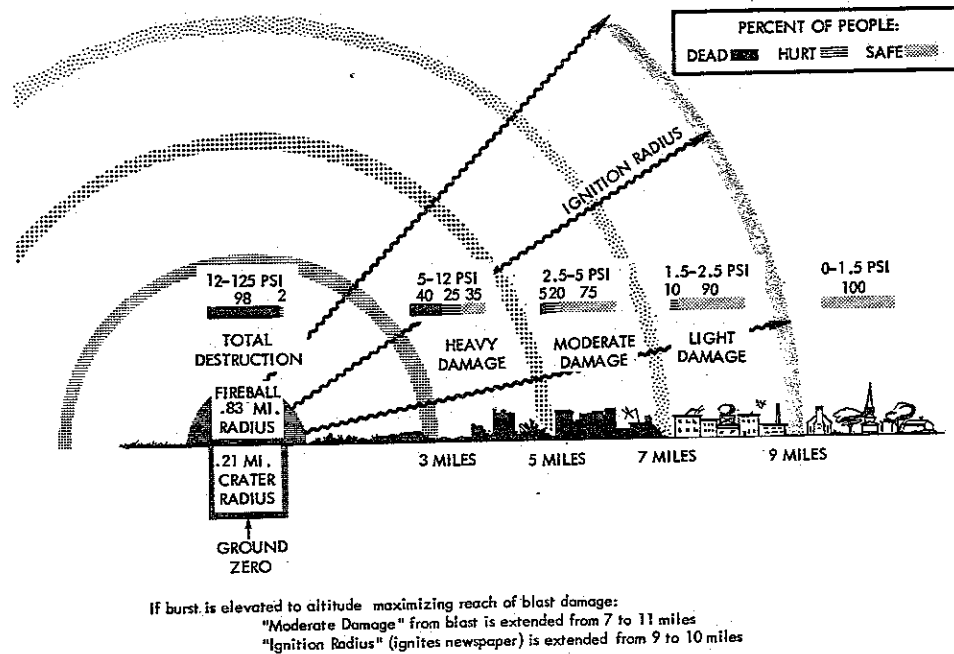 PERCENT OF PEOPLE:
DEAD HURT SAFE
IGNITION RADIUS
12-125 PSI
98 2
5-12 PSI
40 25 35
2.5-5 PSI
520 75
1.5-2.5 PSI
10 90
0-1.5 PSI
100
TOTAL
DESTRUCTION
HEAVY
DAMAGE
MODERATE
DAMAGE
LIGHT
DAMAGE
FIREBALL
.83 MI.
RADIUS
.21 MI.
CRATER
RADIUS
3 MILES
5 MILES
7 MILES
9 MILES
GROUND
ZERO
If burst is elevated to altitude maximizing reach of blast damage:
"Moderate Damage" from blast is extended from 7 to 11 miles
"Ignition Radius" (ignites newspaper) is extended from 9 to 10 miles